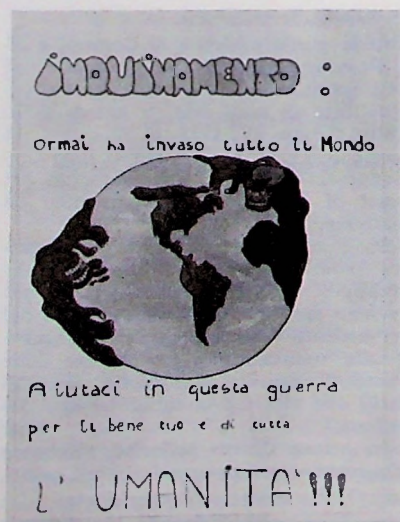 iNQUiNAMENTO :
Ormai ha invaso tutto il Mondo
Aiutaci in questa guerra
per il bene tuo e di tutta
L' UMANiTA'!!!